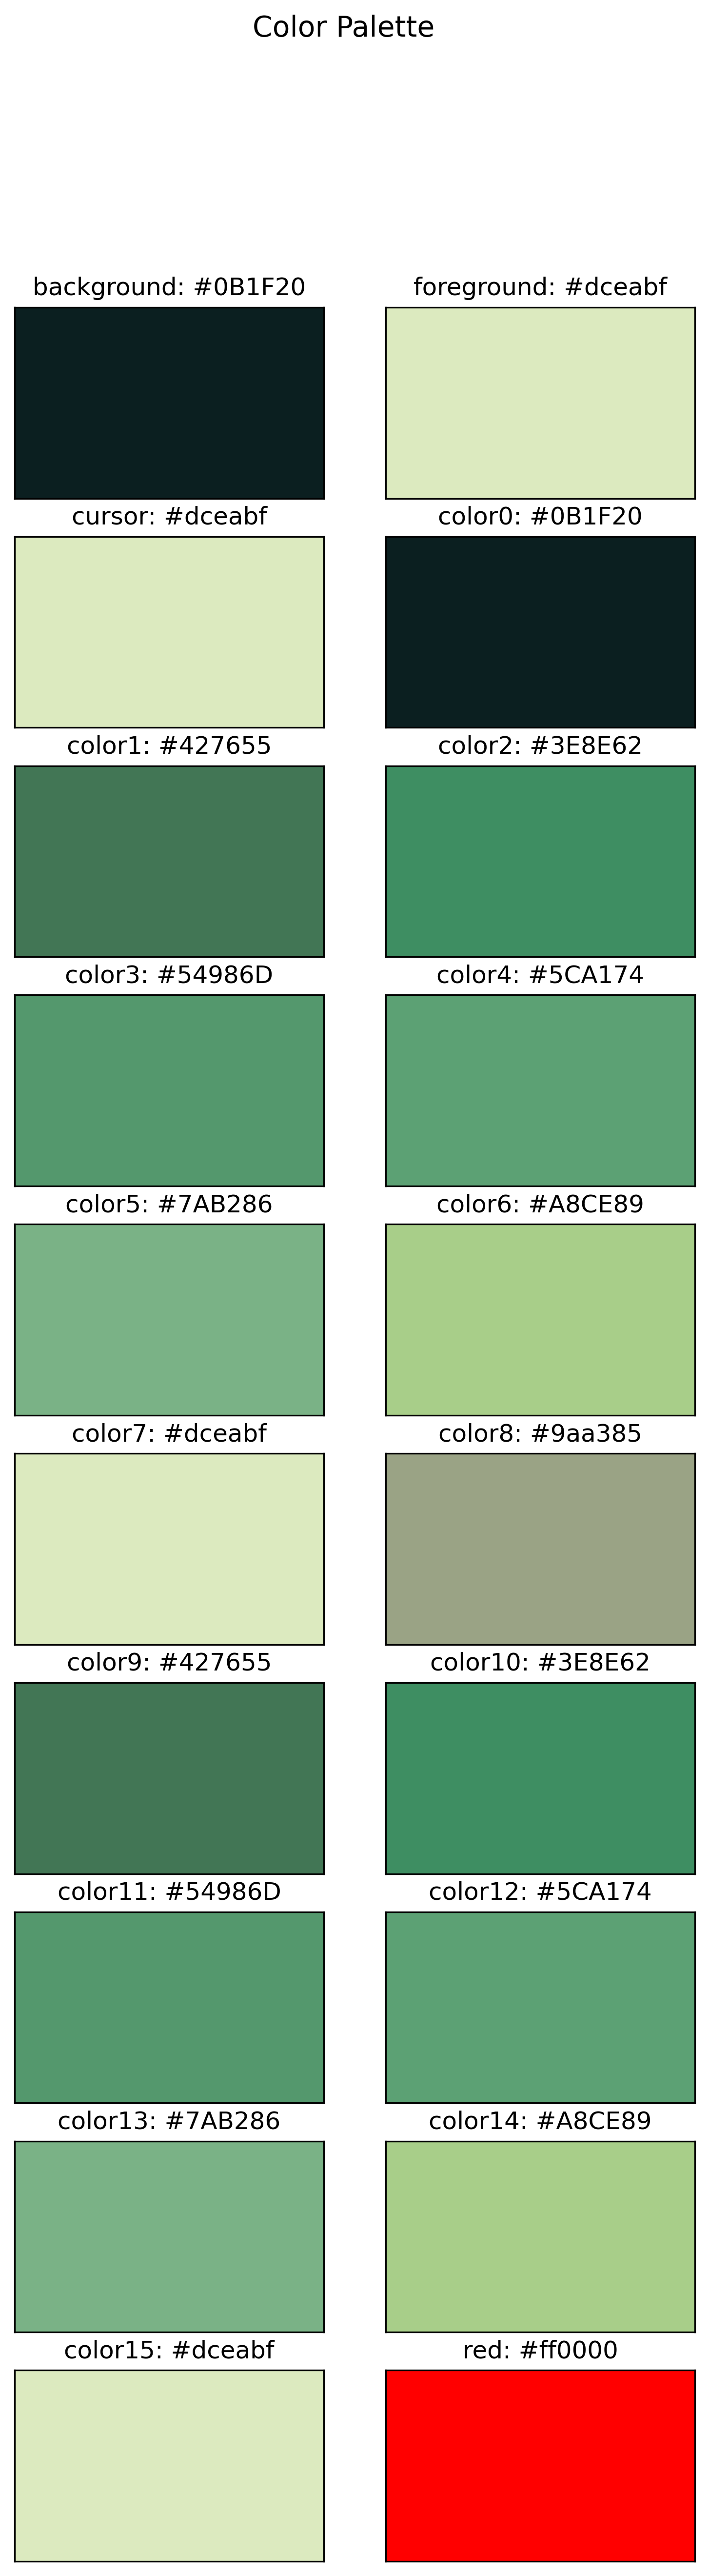 Color Palette
background: #0B1F20
foreground: #dceabf
cursor: #dceabf
color0: #0B1F20
color1: #427655
color2: #3E8E62
color3: #54986D
color4: #5CA174
color5: #7AB286
color6: #A8CE89
color7: #dceabf
color8: #9aa385
color9: #427655
color10: #3E8E62
color11: #54986D
color12: #5CA174
color13: #7AB286
color14: #A8CE89
color15: #dceabf
red: #ff0000